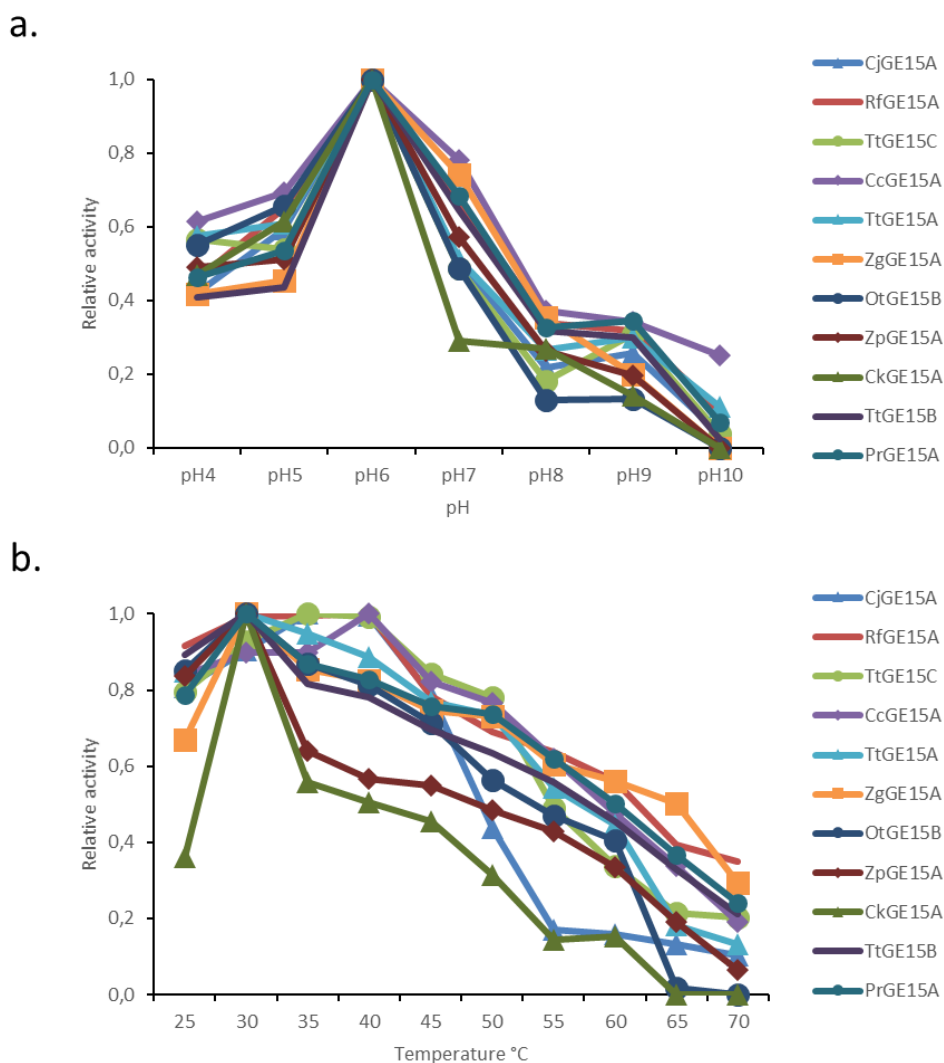 a.
1,0
0,8
0,6
0,4
0,2
0,0
Relative activity
pH4 pH5 pH6 pH7 pH8 pH9 pH10
pH
CjGE15A
RfGE15A
TtGE15C
CcGE15A
TtGE15A
ZgGE15A
OtGE15B
ZpGE15A
CkGE15A
TtGE15B
PrGE15A
b.
1,0
0,8
0,6
0,4
0,2
0,0
Relative activity
25 30 35 40 45 50 55 60 65 70
Temperature °C
CjGE15A
RfGE15A
TtGE15C
CcGE15A
TtGE15A
ZgGE15A
OtGE15B
ZpGE15A
CkGE15A
TtGE15B
PrGE15A